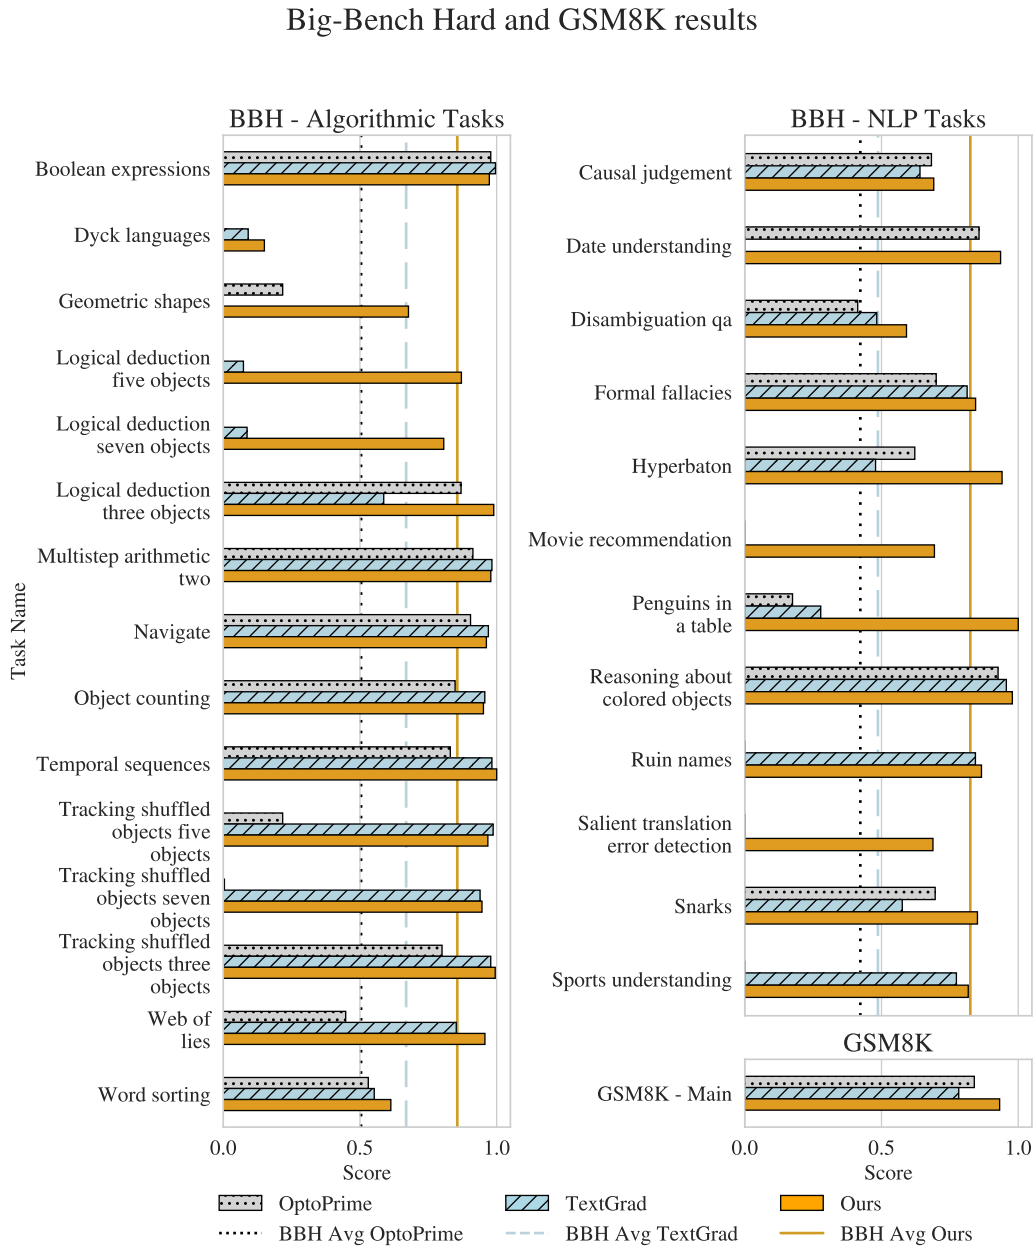 Big-Bench Hard and GSM8K results
BBH - Algorithmic Tasks
Task Name
Boolean expressions
Dyck languages
Geometric shapes
Logical deduction
five objects
Logical deduction
seven objects
Logical deduction
three objects
Multistep arithmetic
two
Navigate
Object counting
Temporal sequences
Tracking shuffled
objects five
objects
Tracking shuffled
objects seven
objects
Tracking shuffled
objects three
objects
Web of
lies
Word sorting
0.0 0.5 1.0
Score
BBH - NLP Tasks
Causal judgement
Date understanding
Disambiguation qa
Formal fallacies
Hyperbaton
Movie recommendation
Penguins in
a table
Reasoning about
colored objects
Ruin names
Salient translation
error detection
Snarks
Sports understanding
GSM8K
GSM8K - Main
0.0 0.5 1.0
Score
OptoPrime TextGrad Ours
BBH Avg OptoPrime BBH Avg TextGrad BBH Avg Ours